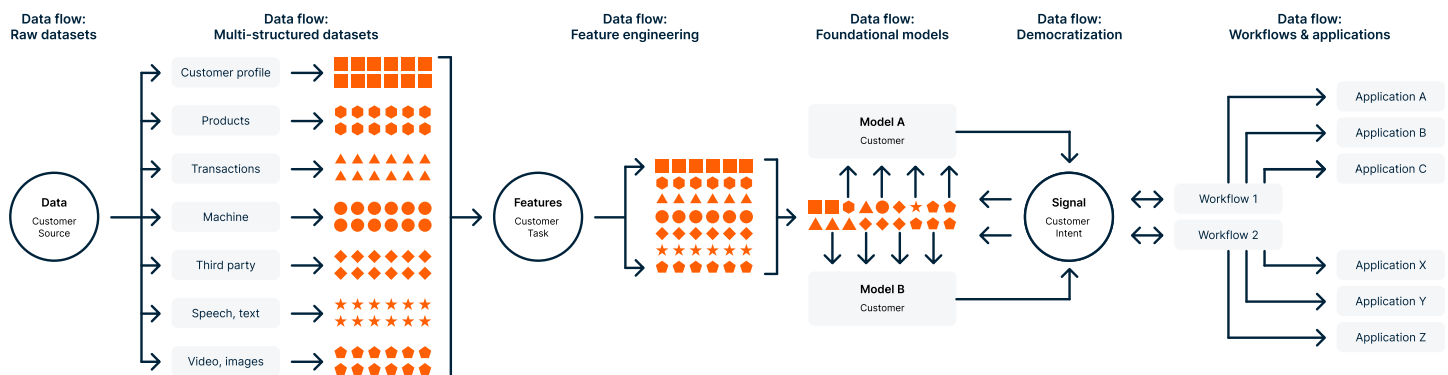 Data flow:
Raw datasets
Data flow:
Multi-structured datasets
Data flow:
Feature engineering
Data flow:
Foundational models
Data flow:
Democratization
Data flow:
Workflows & applications
Data
Customer
Source
Customer profile
Products
Transactions
Machine
Third party
Speech, text
Video, images
Features
Customer
Task
Model A
Customer
Model B
Customer
Signal
Customer
Intent
Workflow 1
Workflow 2
Application A
Application B
Application C
Application X
Application Y
Application Z